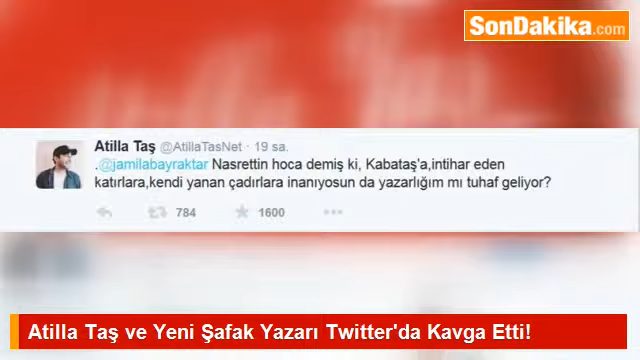 SonDakika.com
Atilla Taş @AtillaTasNet · 19 sa.
.@jamilabayraktar Nasrettin hoca demiş ki, Kabataş'a,intihar eden
katırlara,kendi yanan çadırlara inanıyosun da yazarlığım mı tuhaf geliyor?
784 1600
Atilla Taş ve Yeni Şafak Yazarı Twitter'da Kavga Etti!